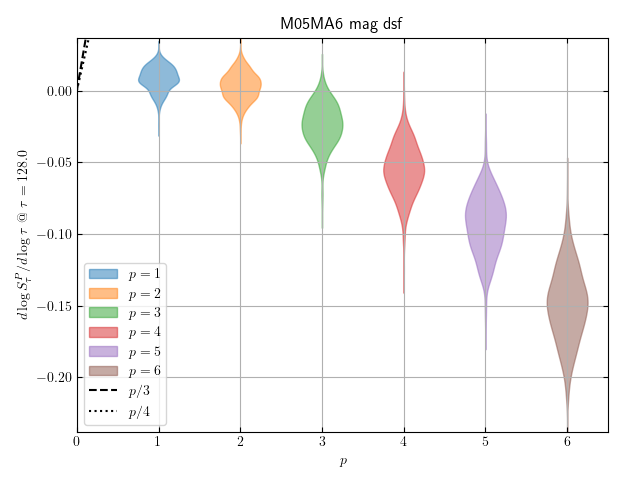 M05MA6 mag dsf
d log S_τ^P / d log τ @ τ = 128.0
0.00
−0.05
−0.10
−0.15
−0.20
p = 1
p = 2
p = 3
p = 4
p = 5
p = 6
p/3
p/4
0 1 2 3 4 5 6
p